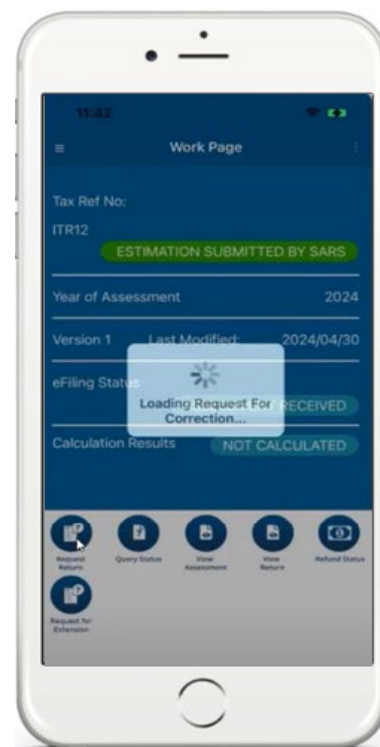 11:42
Work Page
Tax Ref No:
ITR12
ESTIMATION SUBMITTED BY SARS
Year of Assessment 2024
Version 1 Last Modified: 2024/04/30
eFiling Status RECEIVED
Loading Request For
Correction...
Calculation Results NOT CALCULATED
Request
Return
Query Status
View
Assessment
View
Return
Refund Status
Request for
Extension